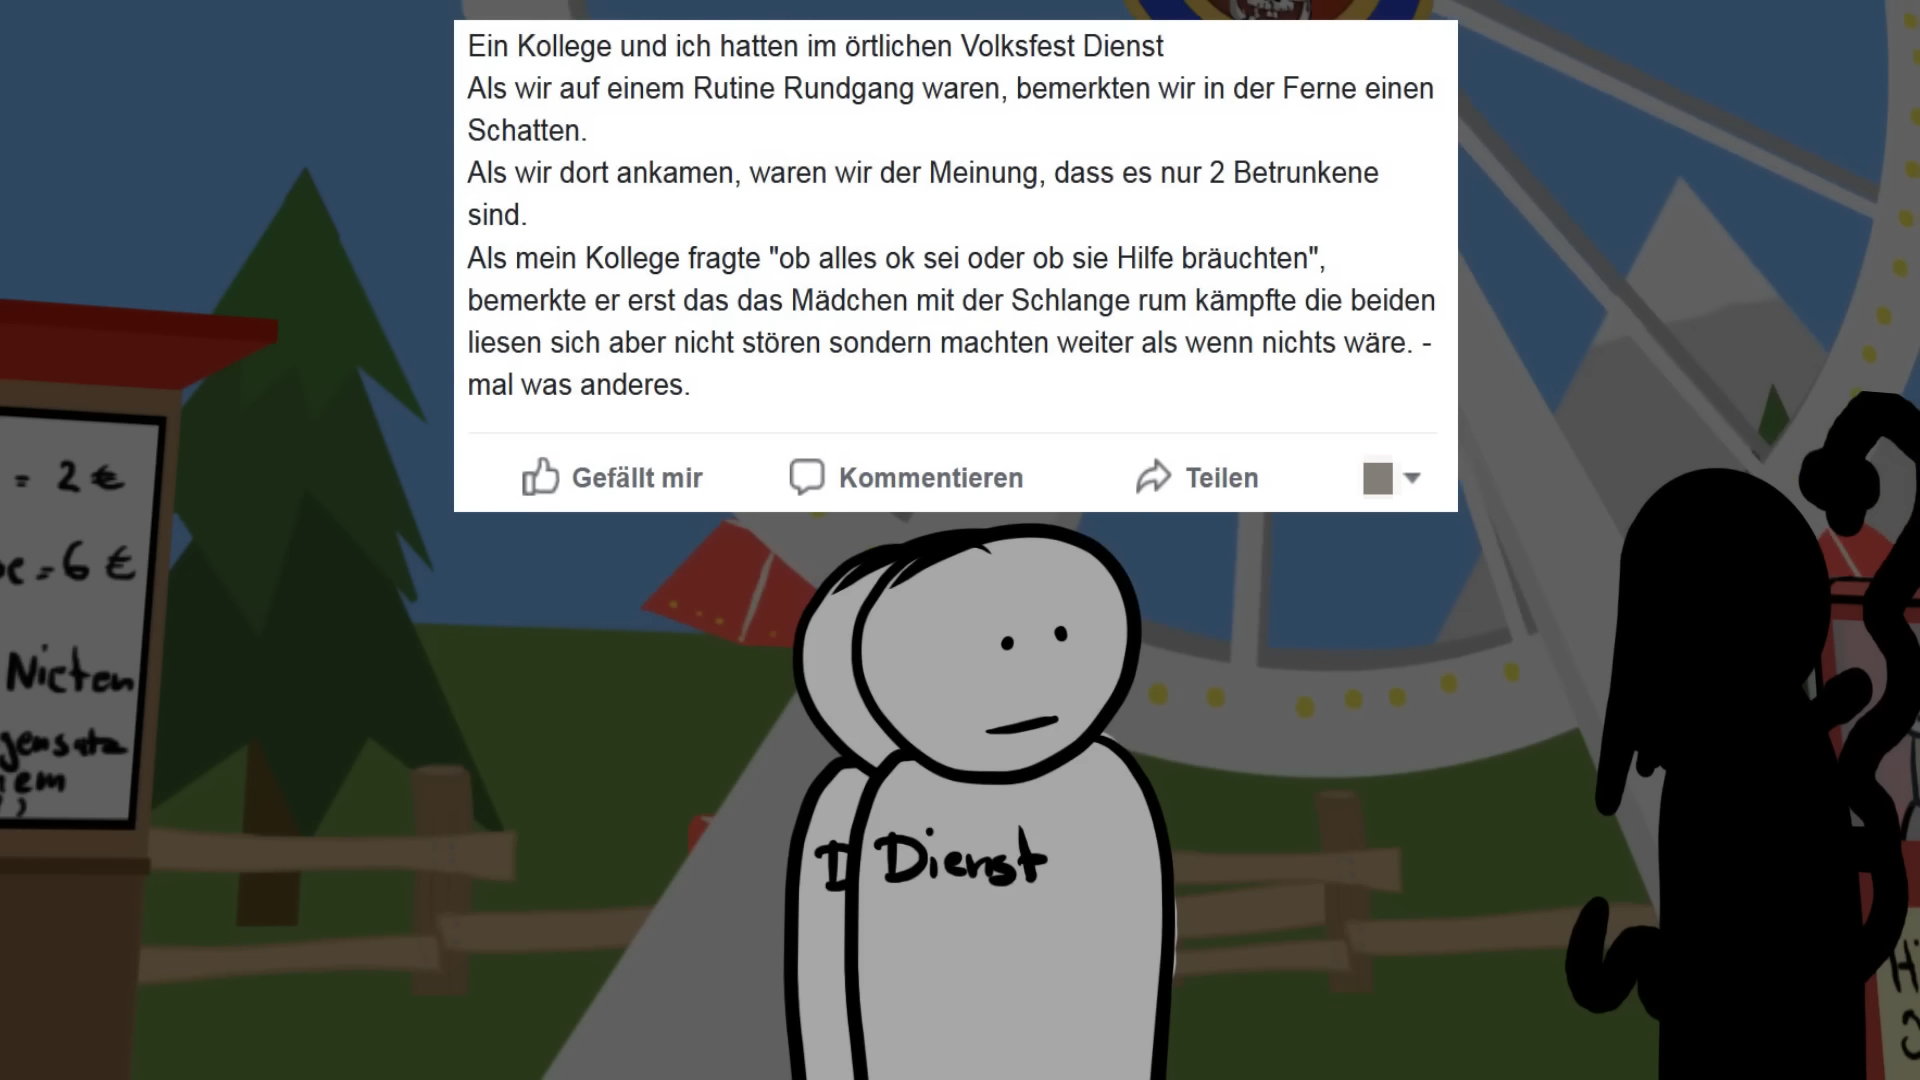 Ein Kollege und ich hatten im örtlichen Volksfest Dienst
Als wir auf einem Rutine Rundgang waren, bemerkten wir in der Ferne einen
Schatten.
Als wir dort ankamen, waren wir der Meinung, dass es nur 2 Betrunkene
sind.
Als mein Kollege fragte "ob alles ok sei oder ob sie Hilfe bräuchten",
bemerkte er erst das das Mädchen mit der Schlange rum kämpfte die beiden
liesen sich aber nicht stören sondern machten weiter als wenn nichts wäre. -
mal was anderes.
Gefällt mir Kommentieren Teilen
= 2 €
= 6 €
Nieten
D Dienst